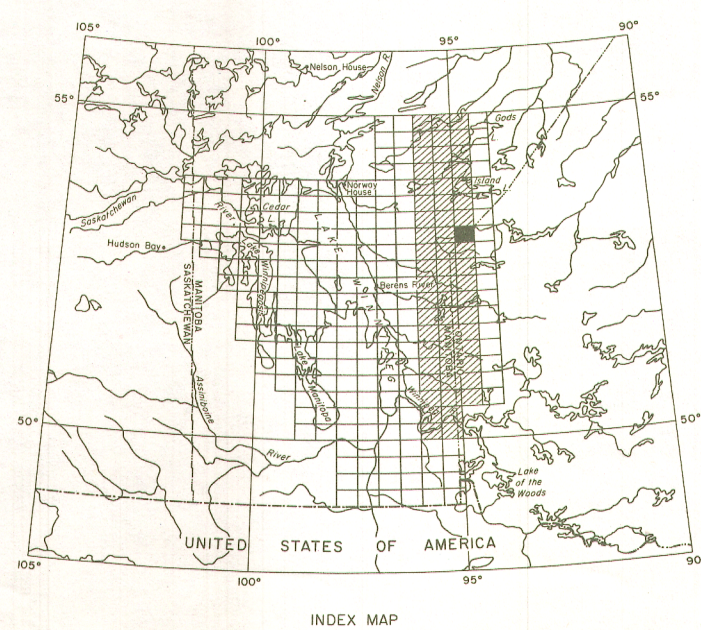 105°
100°
95°
90°
Nelson House
Nelson R.
55°
55°
Gods
L.
Island
L.
Norway
House
Saskatchewan
River
Cedar
L.
LAKE
WINNIPEG
Hudson Bay
Lake
Winnipegosis
Berens River
MANITOBA
SASKATCHEWAN
ONTARIO
MANITOBA
Lake
Manitoba
Winnipeg
Assiniboine
River
50°
50°
Lake
of the
Woods
UNITED STATES OF AMERICA
105°
100°
95°
90
INDEX MAP